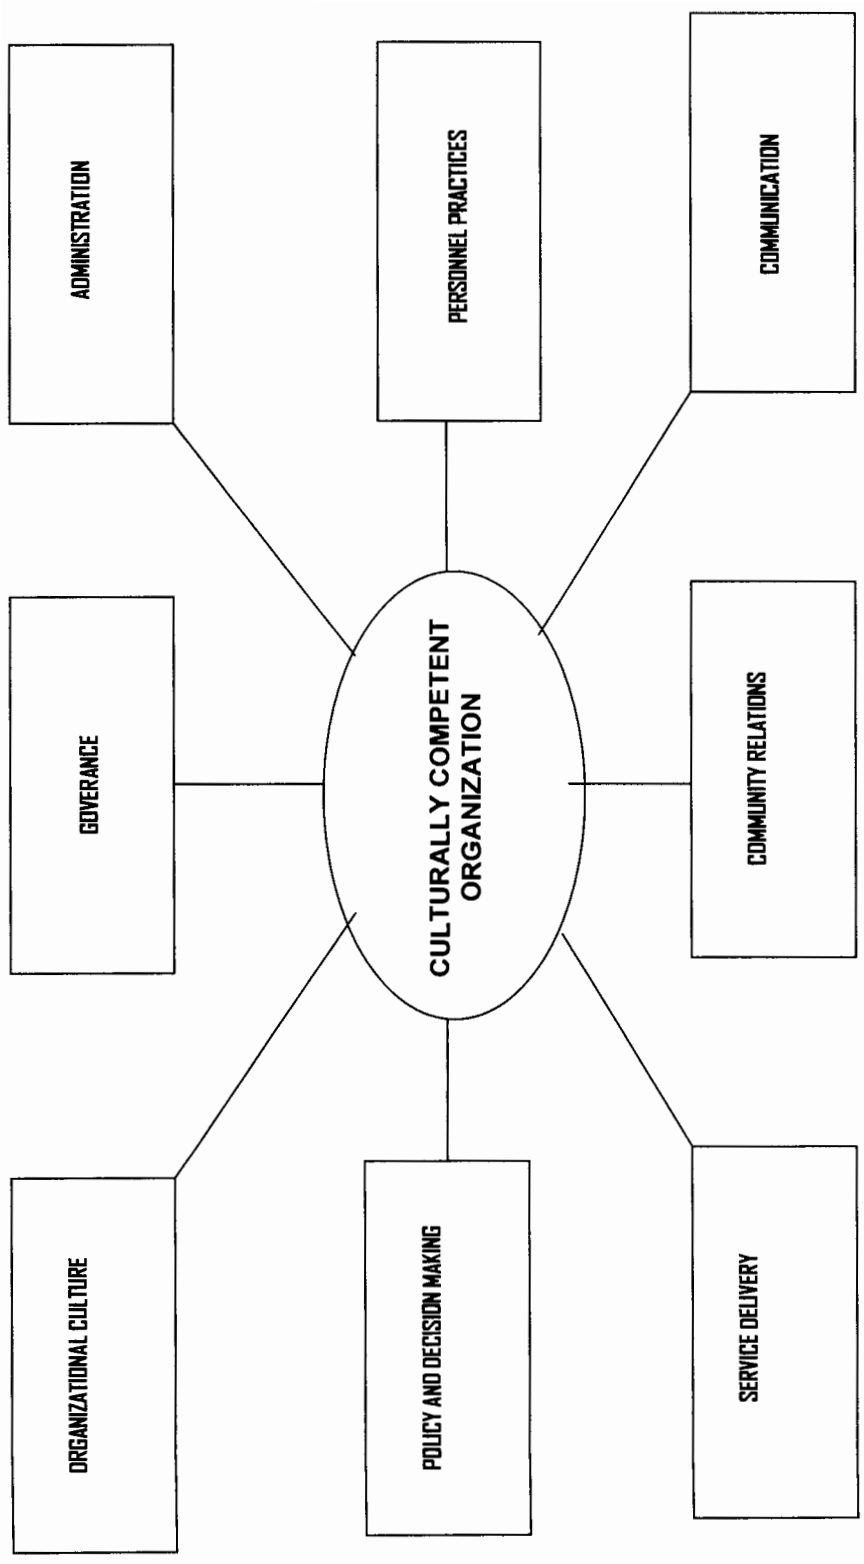 ORGANIZATIONAL CULTURE
GOVERANCE
ADMINISTRATION
POLICY AND DECISION MAKING
CULTURALLY COMPETENT
ORGANIZATION
PERSONNEL PRACTICES
SERVICE DELIVERY
COMMUNITY RELATIONS
COMMUNICATION